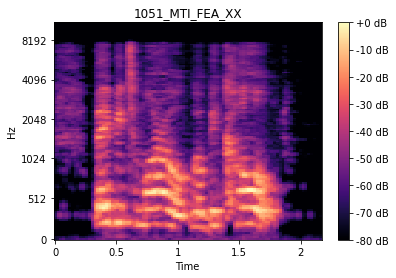 1051_MTI_FEA_XX
+0 dB
8192
-10 dB
4096
-20 dB
-30 dB
2048
Hz
-40 dB
1024
-50 dB
512
-60 dB
-70 dB
0
-80 dB
0 0.5 1 1.5 2
Time